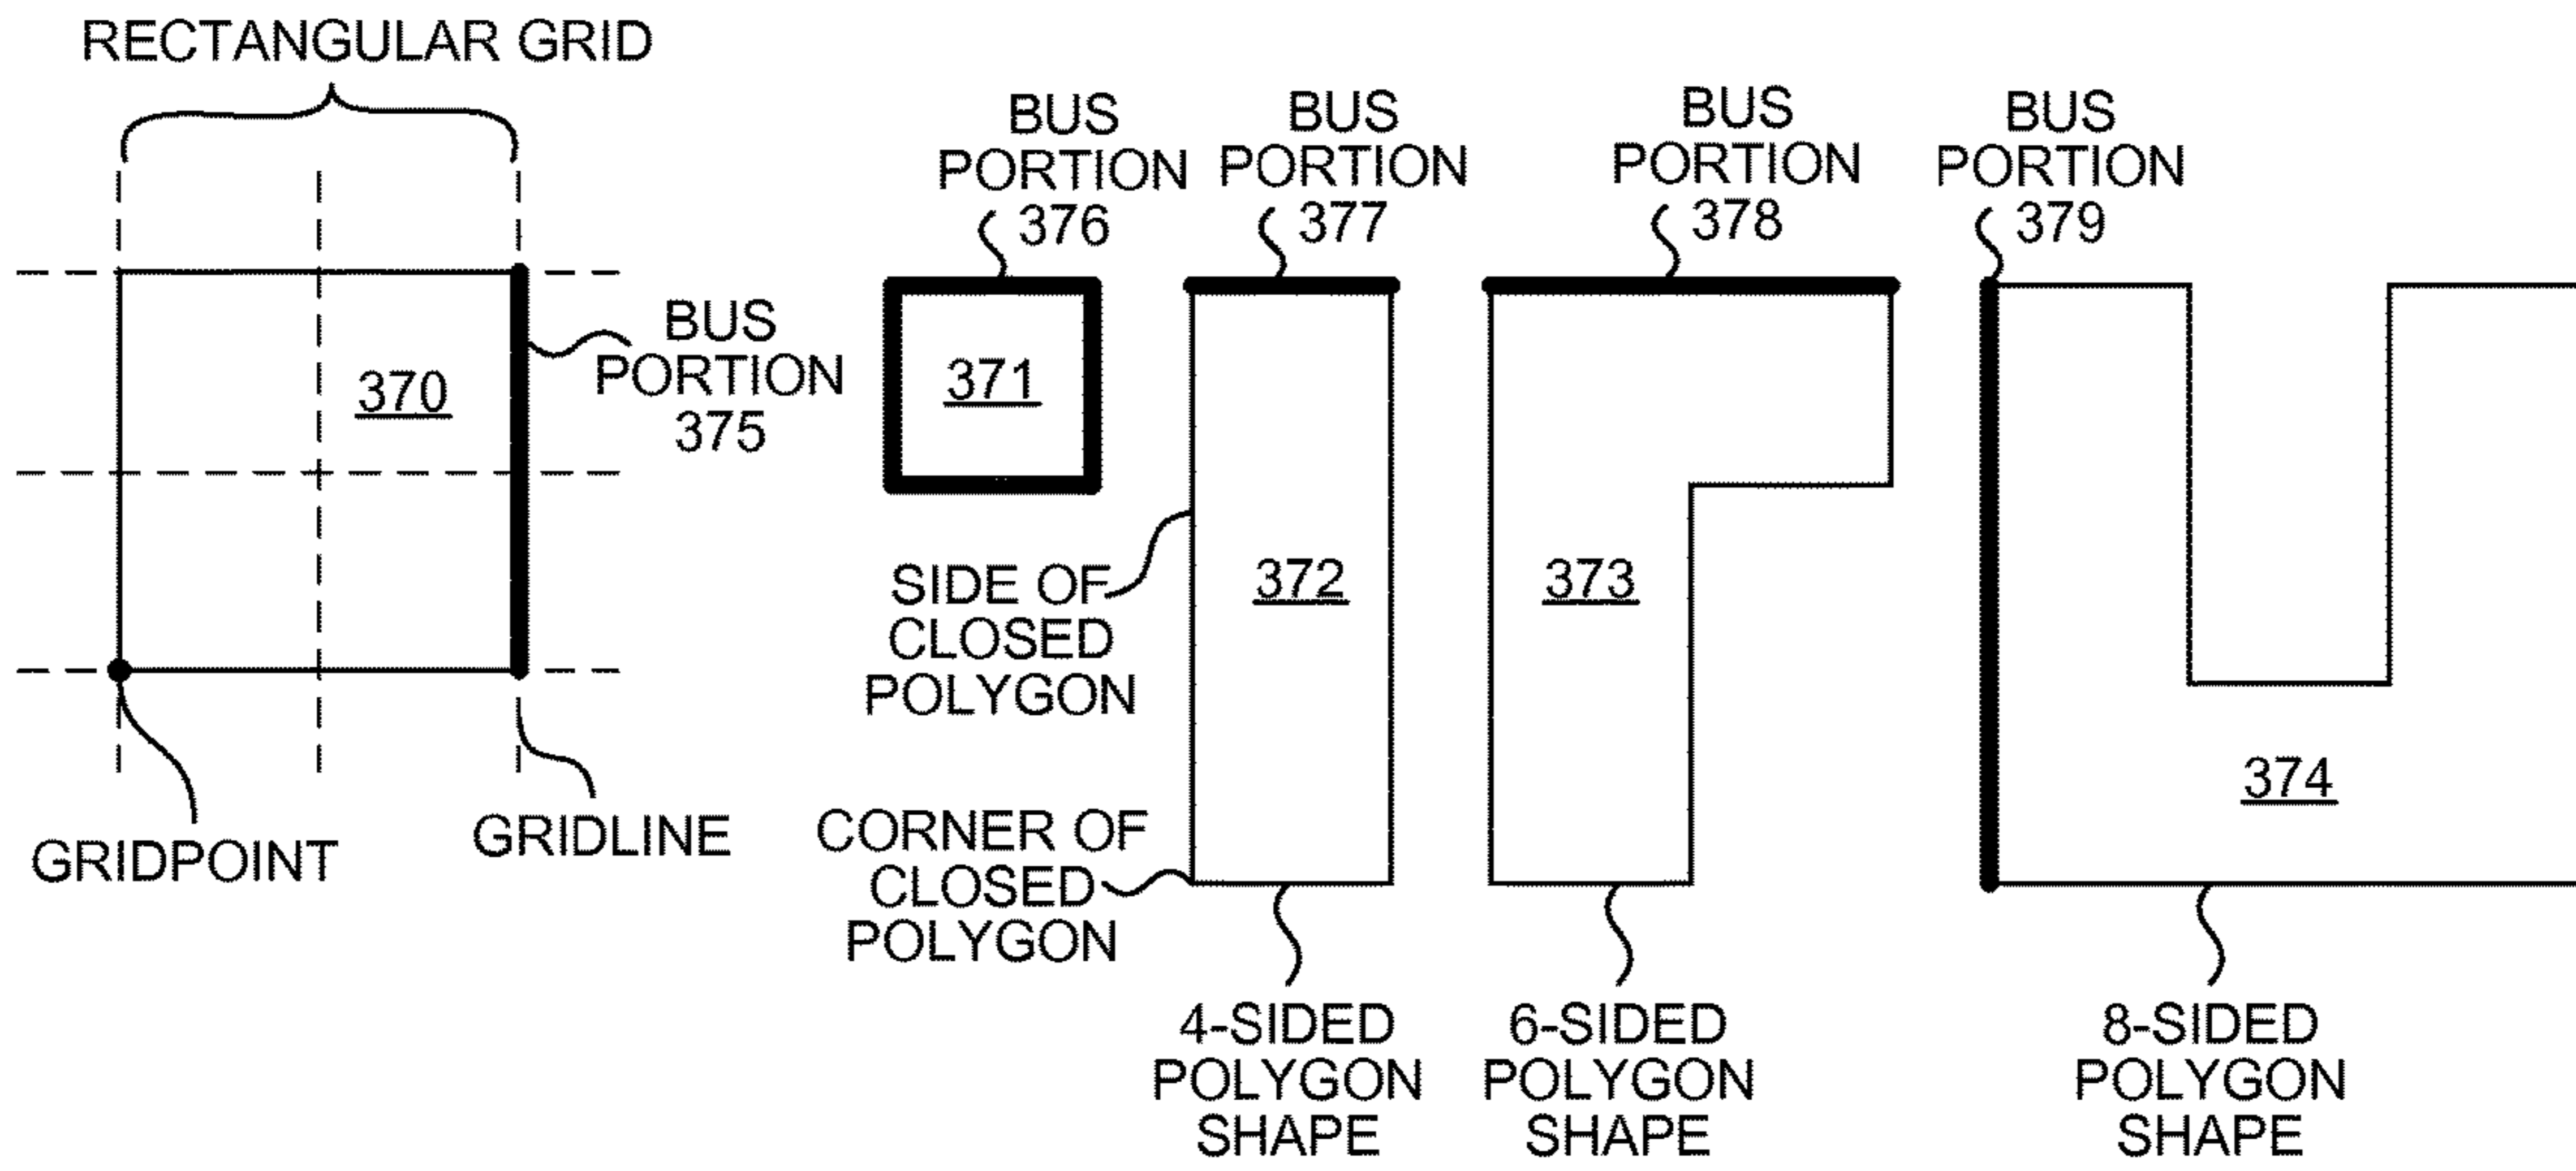 RECTANGULAR GRID
370
BUS
PORTION
375
GRIDPOINT
GRIDLINE
BUS
PORTION
376
371
BUS
PORTION
377
372
SIDE OF
CLOSED
POLYGON
CORNER OF
CLOSED
POLYGON
4-SIDED
POLYGON
SHAPE
BUS
PORTION
378
373
6-SIDED
POLYGON
SHAPE
BUS
PORTION
379
374
8-SIDED
POLYGON
SHAPE